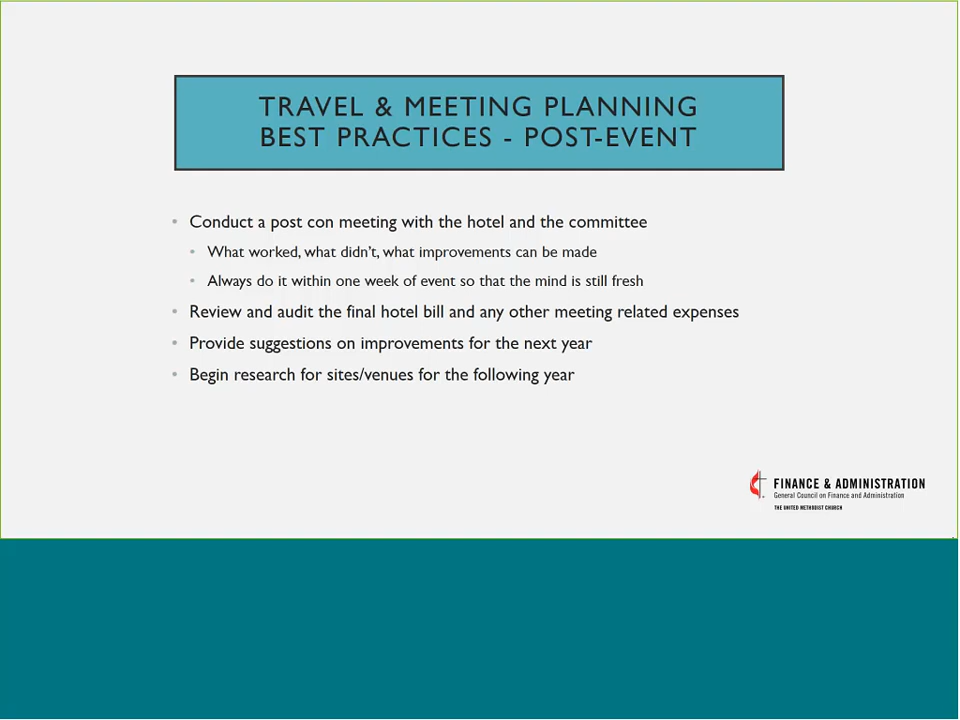 TRAVEL & MEETING PLANNING
BEST PRACTICES - POST-EVENT
• Conduct a post con meeting with the hotel and the committee
• What worked, what didn't, what improvements can be made
• Always do it within one week of event so that the mind is still fresh
• Review and audit the final hotel bill and any other meeting related expenses
• Provide suggestions on improvements for the next year
• Begin research for sites/venues for the following year
FINANCE & ADMINISTRATION
General Council on Finance and Administration
THE UNITED METHODIST CHURCH